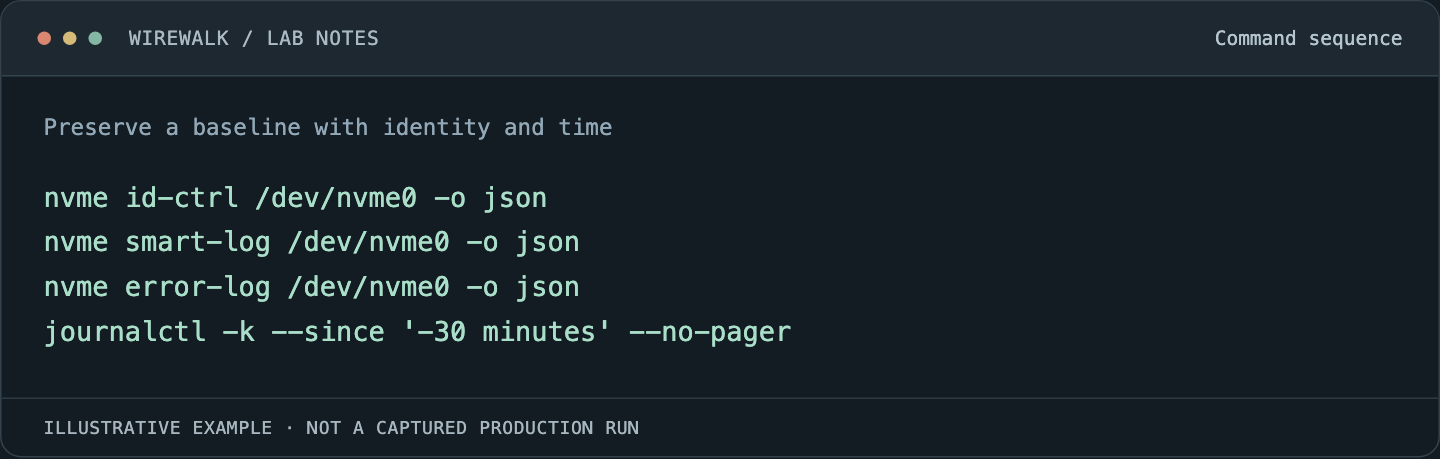 WIREWALK / LAB NOTES
Command sequence
Preserve a baseline with identity and time
nvme id-ctrl /dev/nvme0 -o json
nvme smart-log /dev/nvme0 -o json
nvme error-log /dev/nvme0 -o json
journalctl -k --since '-30 minutes' --no-pager
ILLUSTRATIVE EXAMPLE · NOT A CAPTURED PRODUCTION RUN